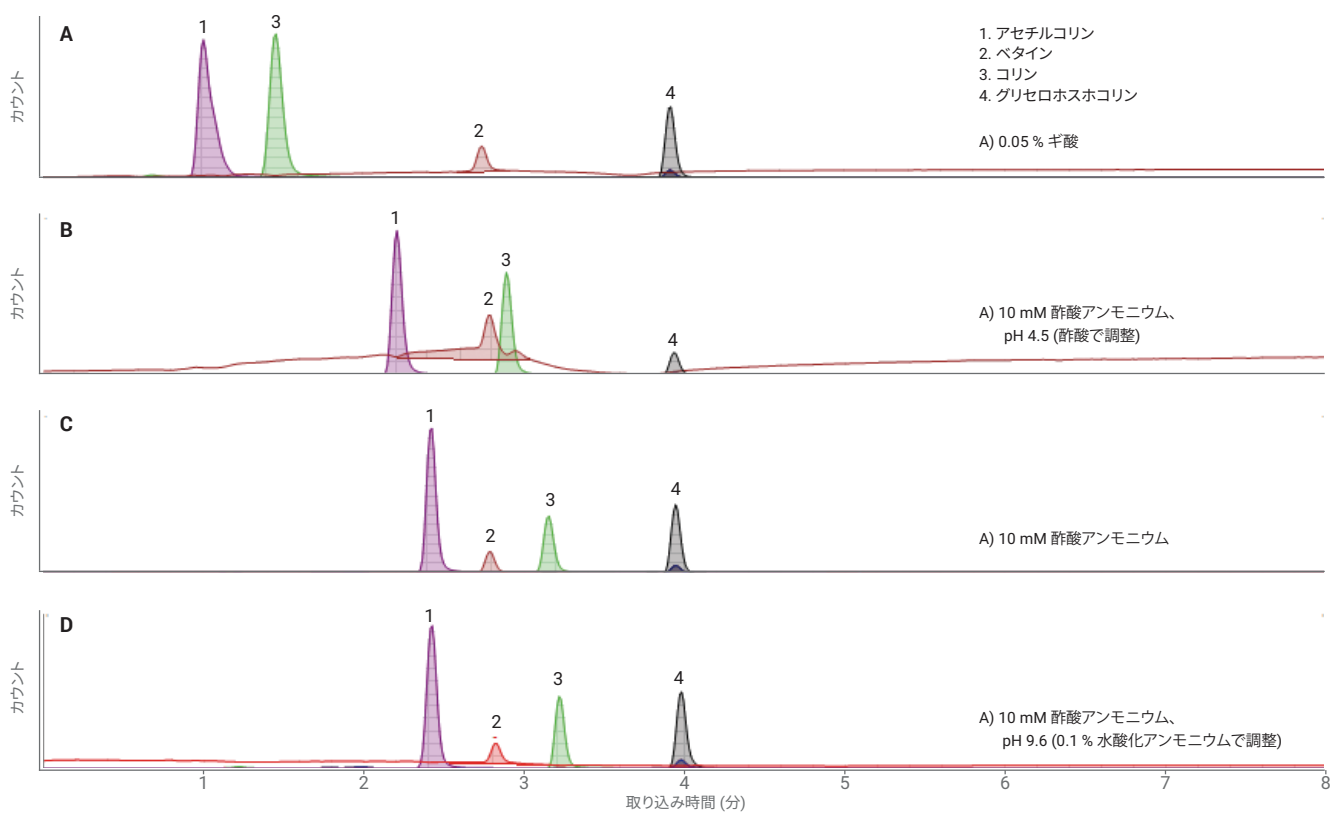 A
1
3
2
4
カウント
1. アセチルコリン
2. ベタイン
3. コリン
4. グリセロホスホコリン
A) 0.05 % ギ酸
B
1
2
3
4
カウント
A) 10 mM 酢酸アンモニウム、
pH 4.5 (酢酸で調整)
C
1
2
3
4
カウント
A) 10 mM 酢酸アンモニウム
D
1
2
3
4
カウント
A) 10 mM 酢酸アンモニウム、
pH 9.6 (0.1 % 水酸化アンモニウムで調整)
1 2 3 4 5 6 7 8
取り込み時間 (分)